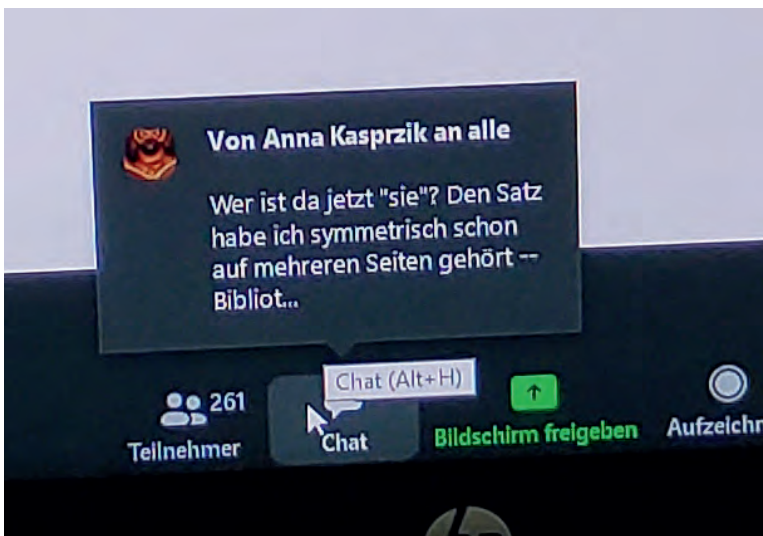 Von Anna Kasprzik an alle
Wer ist da jetzt "sie"? Den Satz
habe ich symmetrisch schon
auf mehreren Seiten gehört --
Bibliot...
Chat (Alt+H)
261
Teilnehmer
Chat
Bildschirm freigeben
Aufzeichn
hp